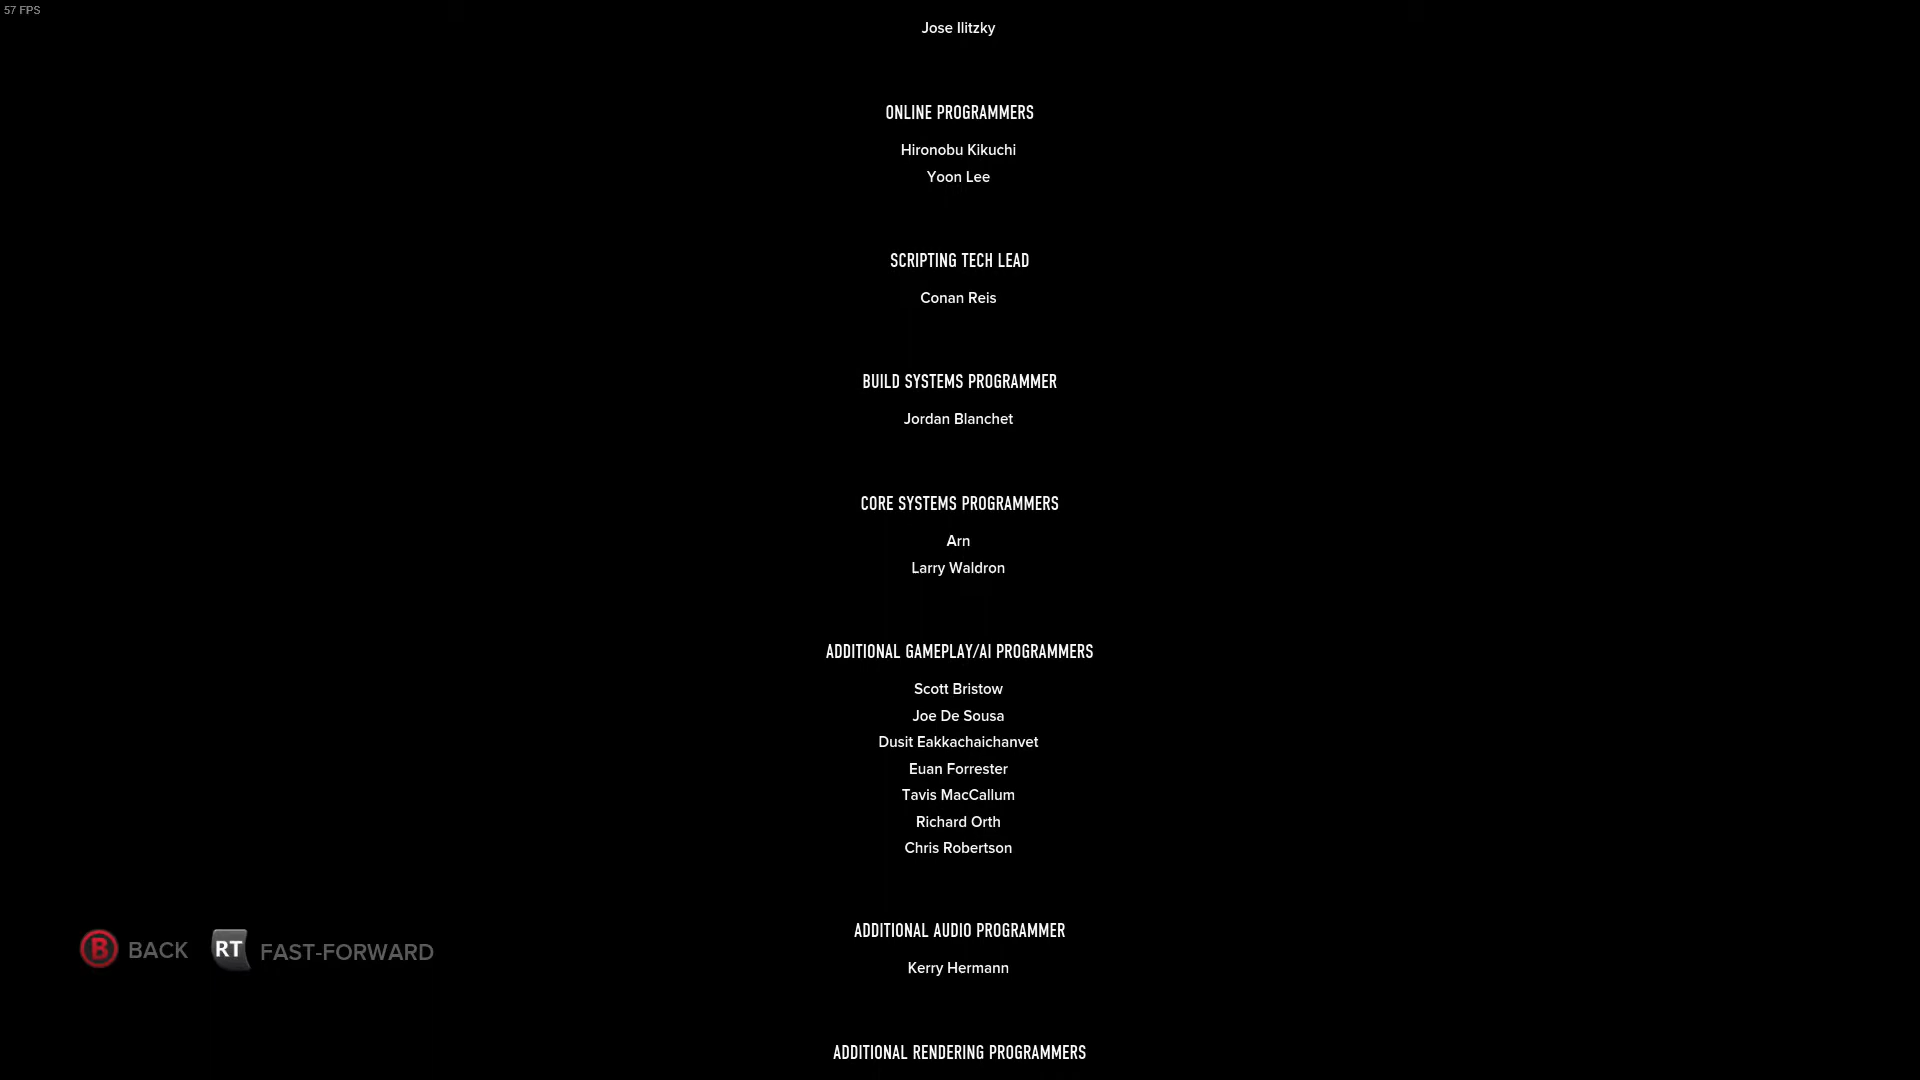 57 FPS
Jose Ilitzky
ONLINE PROGRAMMERS
Hironobu Kikuchi
Yoon Lee
SCRIPTING TECH LEAD
Conan Reis
BUILD SYSTEMS PROGRAMMER
Jordan Blanchet
CORE SYSTEMS PROGRAMMERS
Arn
Larry Waldron
ADDITIONAL GAMEPLAY/AI PROGRAMMERS
Scott Bristow
Joe De Sousa
Dusit Eakkachaichanvet
Euan Forrester
Tavis MacCallum
Richard Orth
Chris Robertson
ADDITIONAL AUDIO PROGRAMMER
B BACK RT FAST-FORWARD
Kerry Hermann
ADDITIONAL RENDERING PROGRAMMERS